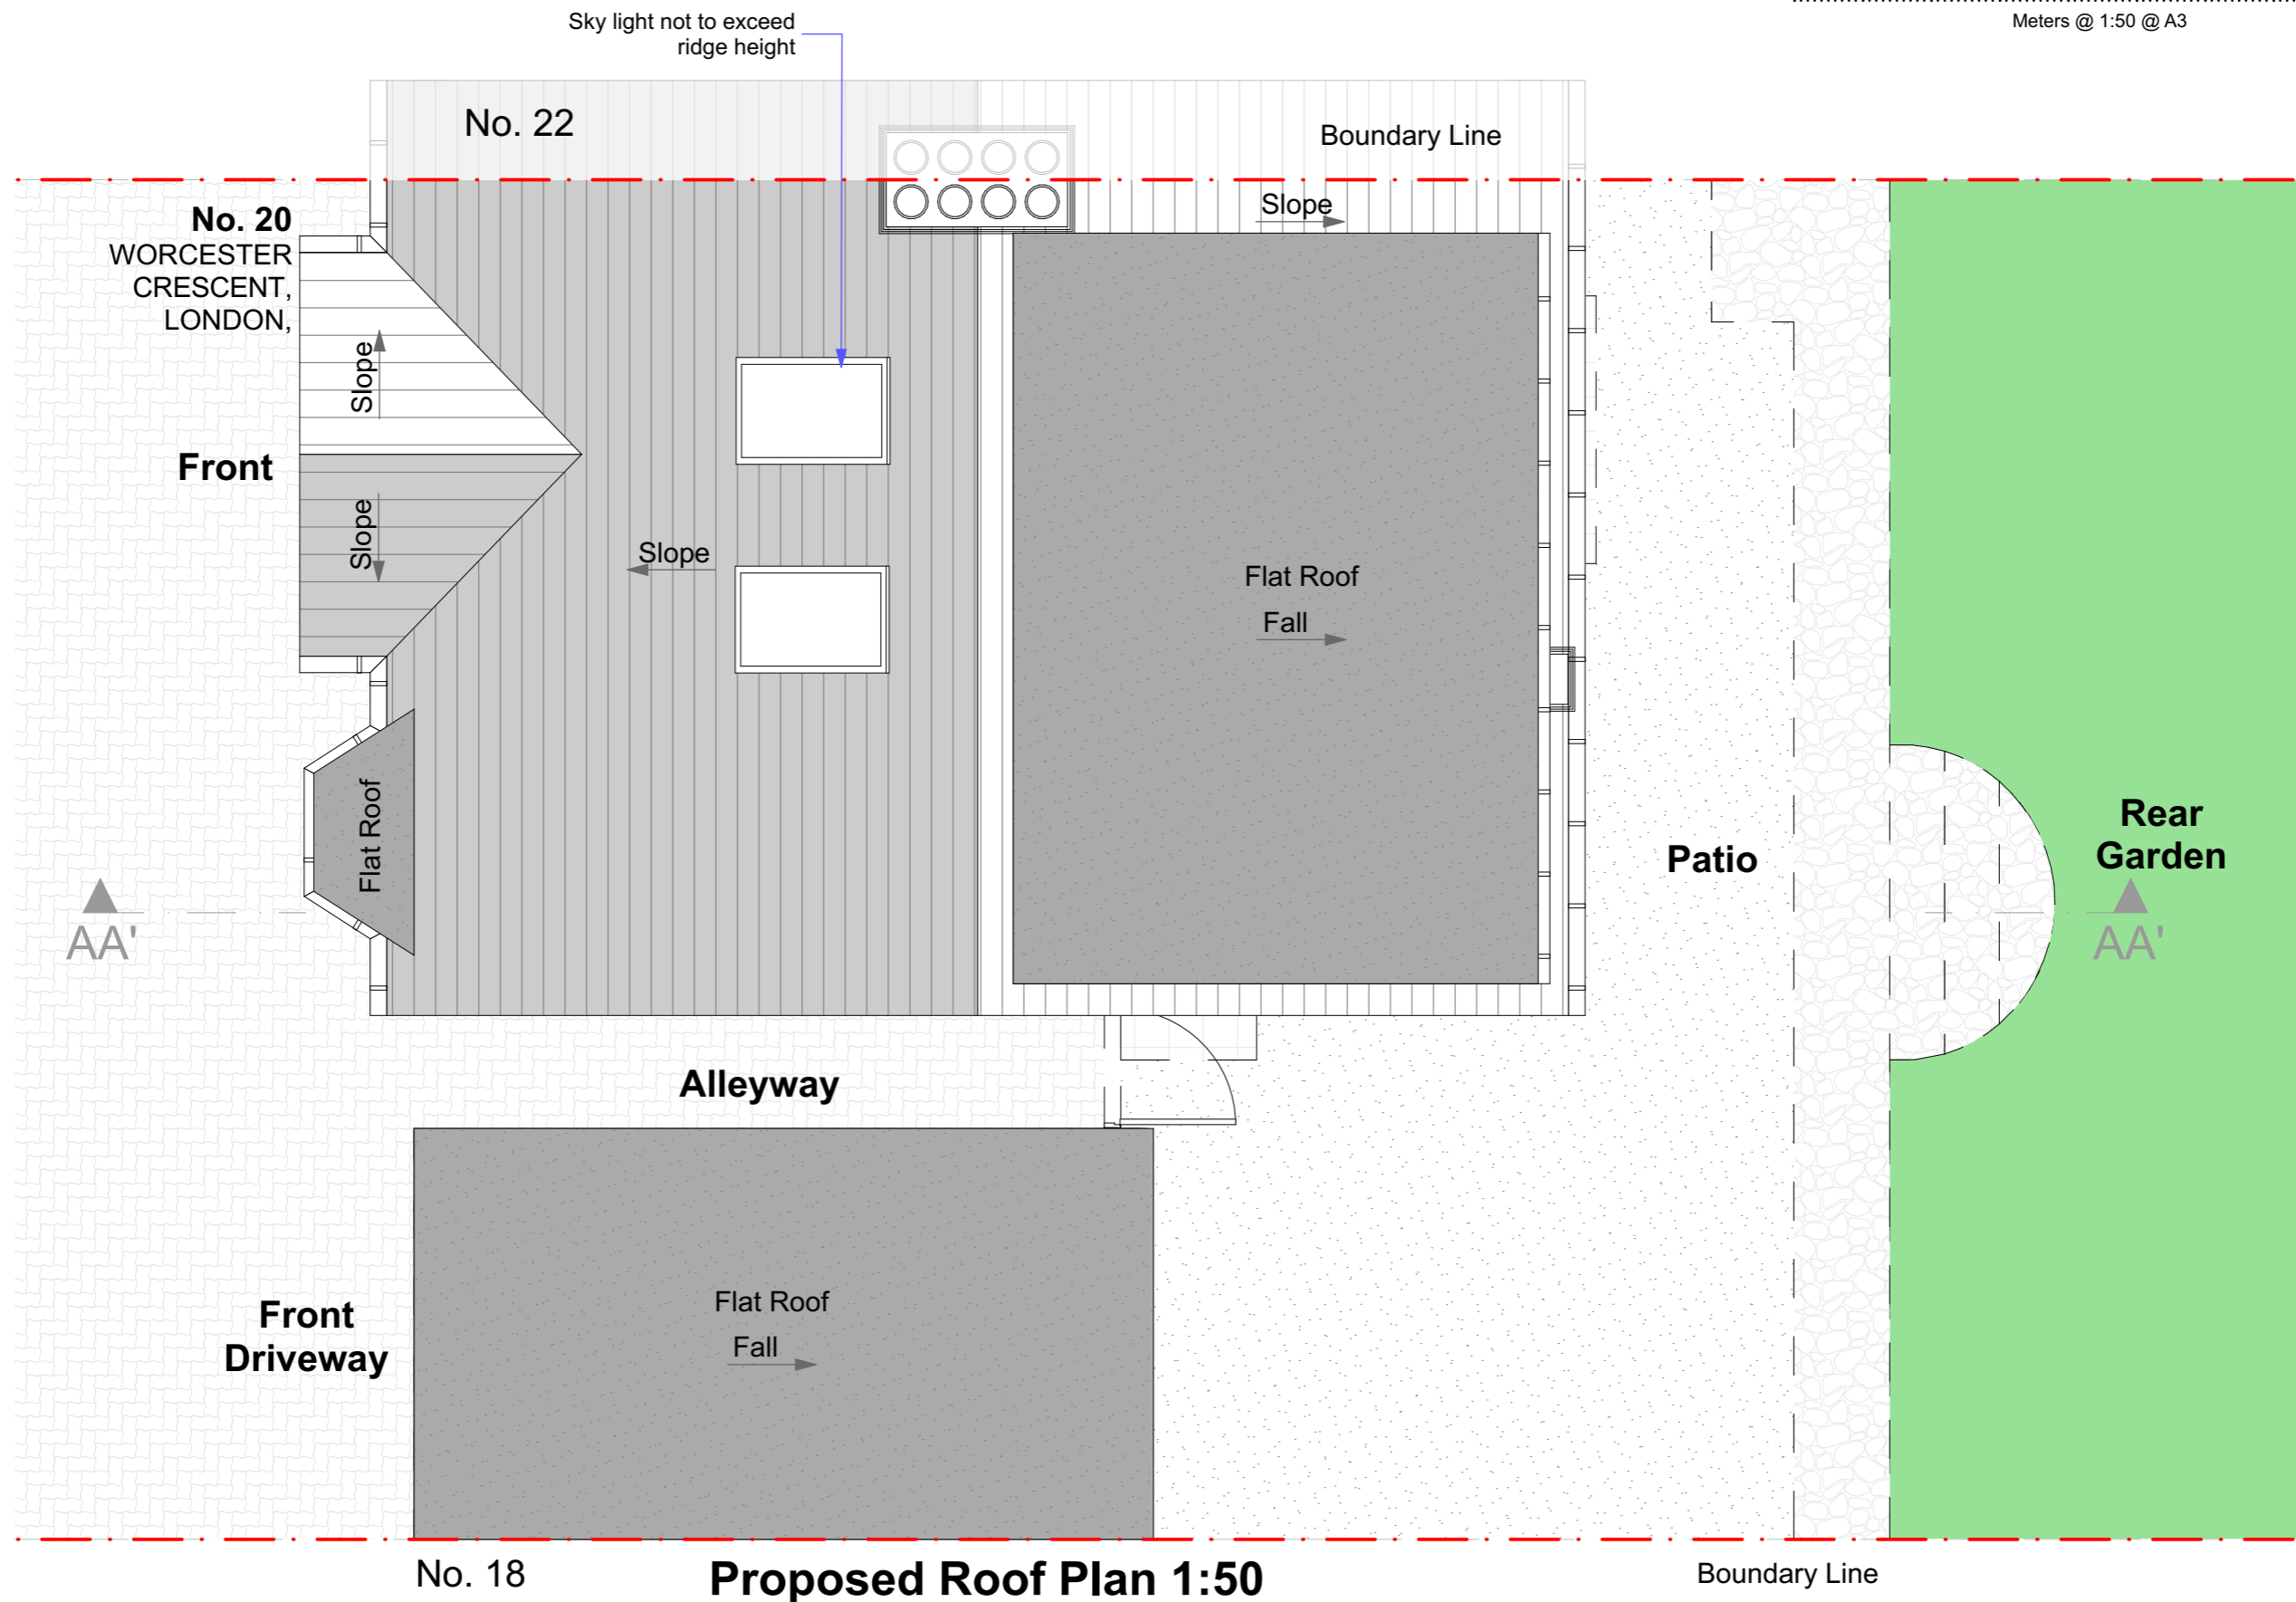 Sky light not to exceed
ridge height
Meters @ 1:50 @ A3
No. 22
Boundary Line
No. 20
WORCESTER
CRESCENT,
LONDON,
Slope
Slope
Front
Slope
Slope
Flat Roof
Fall
Flat Roof
Patio
Rear
Garden
AA'
AA'
Alleyway
Front
Driveway
Flat Roof
Fall
No. 18
Proposed Roof Plan 1:50
Boundary Line